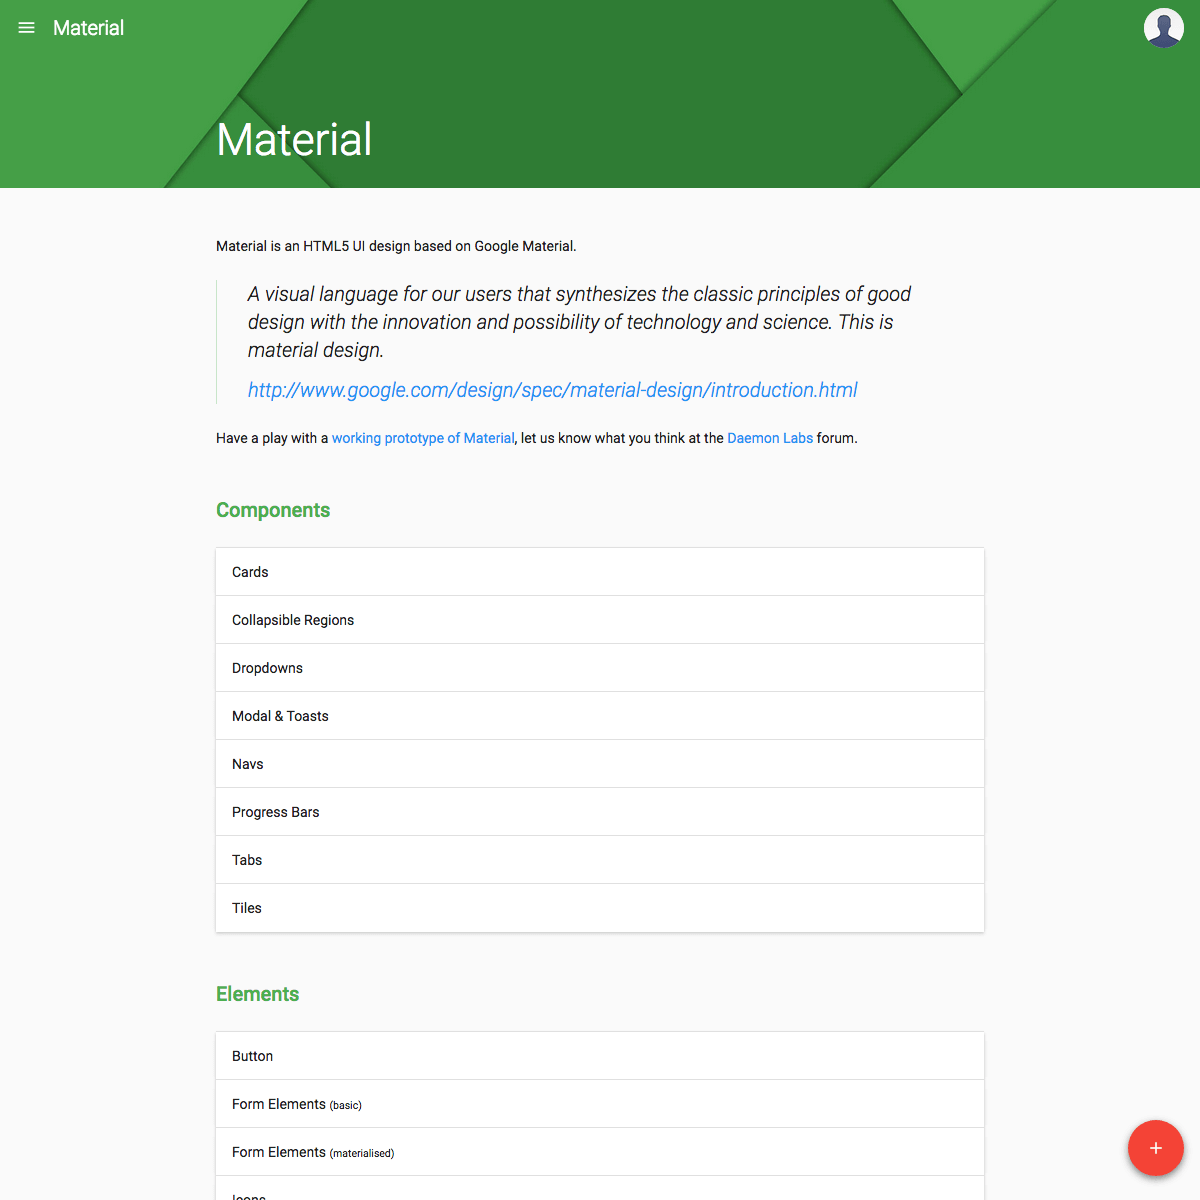 Material
Material
Material is an HTML5 UI design based on Google Material.
A visual language for our users that synthesizes the classic principles of good
design with the innovation and possibility of technology and science. This is
material design.
http://www.google.com/design/spec/material-design/introduction.html
Have a play with a working prototype of Material, let us know what you think at the Daemon Labs forum.
Components
Cards
Collapsible Regions
Dropdowns
Modal & Toasts
Navs
Progress Bars
Tabs
Tiles
Elements
Button
Form Elements (basic)
Form Elements (materialised)
Icons